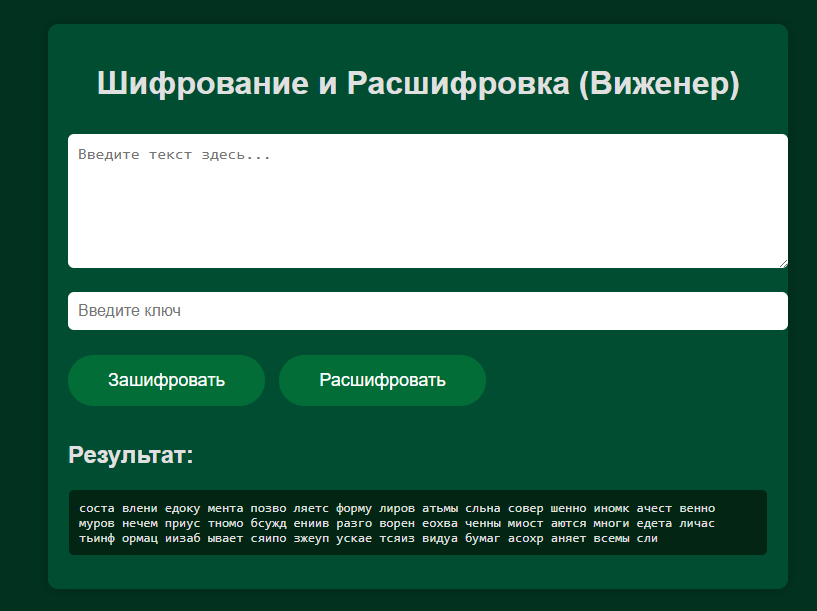 Шифрование и Расшифровка (Виженер)
Введите текст здесь...
Введите ключ
Зашифровать Расшифровать
Результат:
соста влени едоку мента позво ляетс форму лиров атьмы сльна совер шенно иномк ачест венно
муров нечем приус тномо бсужд ениив разго ворен еохва ченны миост аются многи едета личас
тьинф ормац иизаб ывает сяипо зжеуп ускае тсяиз видуа бумаг асохр аняет всемы сли